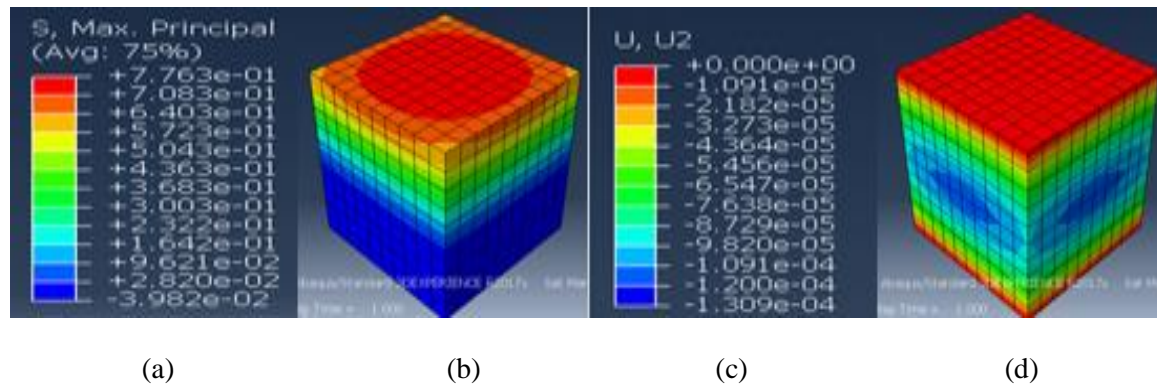 S, Max. Principal
(Avg: 75%)
+7.763e-01
+7.083e-01
+6.403e-01
+5.723e-01
+5.043e-01
+4.363e-01
+3.683e-01
+3.003e-01
+2.322e-01
+1.642e-01
+9.621e-02
+2.820e-02
-3.982e-02
U, U2
+0.000e+00
-1.091e-05
-2.182e-05
-3.273e-05
-4.364e-05
-5.456e-05
-6.547e-05
-7.638e-05
-8.729e-05
-9.820e-05
-1.091e-04
-1.200e-04
-1.309e-04
(a)
(b)
(c)
(d)